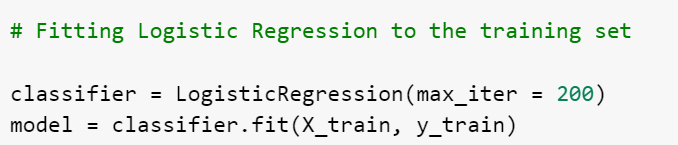 # Fitting Logistic Regression to the training set
classifier = LogisticRegression(max_iter = 200)
model = classifier.fit(X_train, y_train)